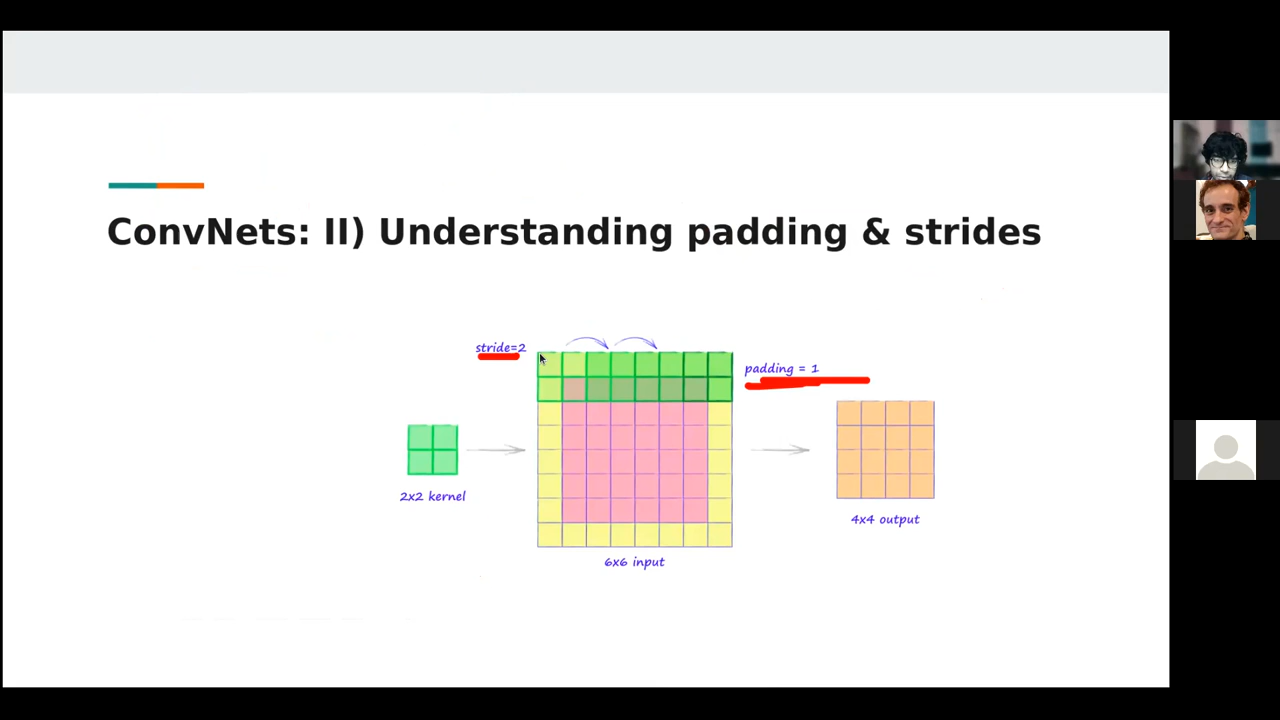 ConvNets: II) Understanding padding & strides
stride=2
padding = 1
2x2 kernel
4x4 output
6x6 input